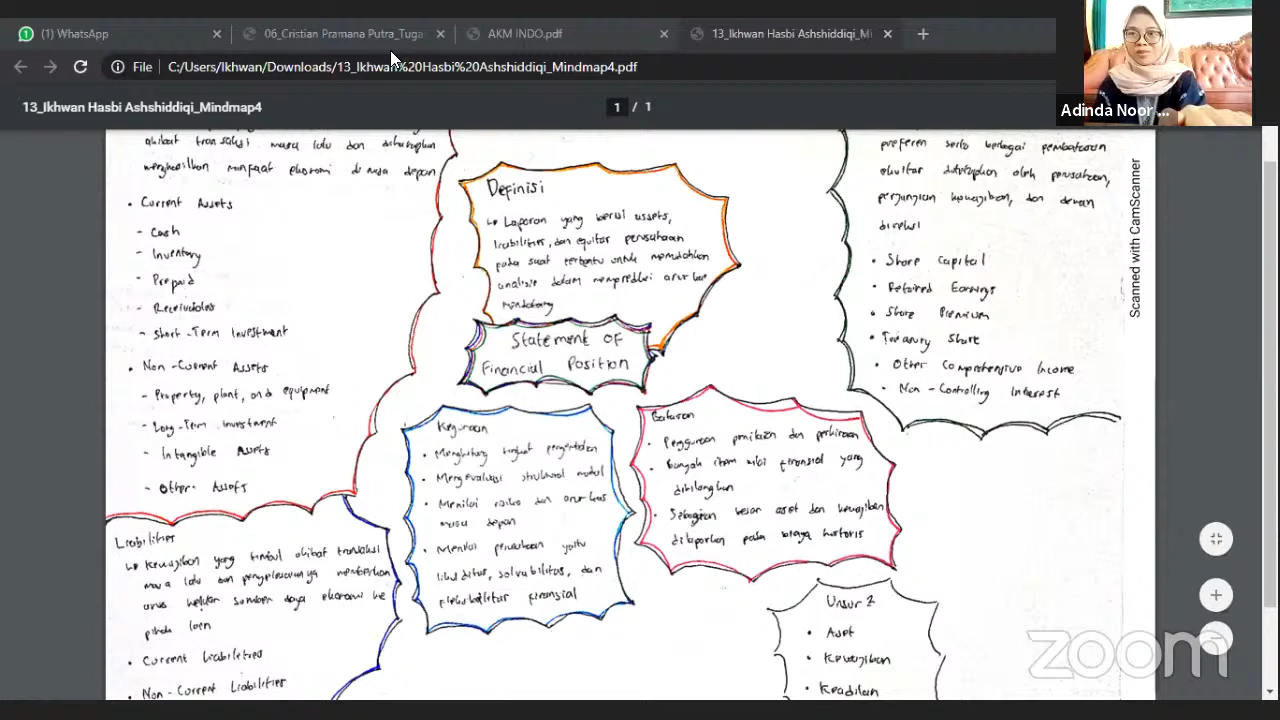 (1) WhatsApp
06_Cristian Pramana Putra_Tuga
AKM INDO.pdf
13_Ikhwan Hasbi Ashshiddiqi_Mi
File
C:/Users/Ikhwan/Downloads/13_Ikhwan%20Hasbi%20Ashshiddiqi_Mindmap4.pdf
13_Ikhwan Hasbi Ashshiddiqi_Mindmap4
1 / 1
Adinda Noor ...
akibat transaksi masa lalu dan diharapkan
menghasilkan manfaat ekonomi di masa depan
• Current Assets
- Cash
- Inventory
- Prepaid
- Receivables
- Short-Term Investment
• Non-Current Assets
- Property, plant, and equipment
- Long-Term Investment
- Intangible Assets
- Other Assets
Liabilities
↳ Kewajiban yang timbul akibat transaksi
masa lalu dan penyelesaiannya memberikan
arus keluar sumber daya ekonomi ke
pihak lain
• Current Liabilities
• Non-Current Liabilities
Definisi
↳ Laporan yang berisi assets,
liabilities, dan equitas perusahaan
pada saat tertentu untuk memudahkan
analisis dalam memprediksi arus kas
mendatang
Statement OF
Financial Position
Kegunaan
• Menghitung tingkat pengembalian
• Mengevaluasi struktural modal
• Menilai risiko dan arus kas
masa depan
• Menilai perusahaan yaitu
likuiditas, solvabilitas, dan
fleksibilitas finansial
Batasan
• Penggunaan penilaian dan perkiraan
• Banyak item nilai finansial yang
dihilangkan
• Sebagian besar aset dan kewajiban
dilaporkan pada biaya historis
Unsur 2
• Aset
• Kewajiban
• Keadilan
preferen serta berbagai pembatasan
ekuitas ditetapkan oleh perusahaan,
perjanjian kewajiban, dan dewan
direksi
• Share Capital
• Retained Earnings
• Share Premium
• Treasury Share
• Other Comprehensive Income
• Non-Controlling Interest
Scanned with CamScanner
zoom